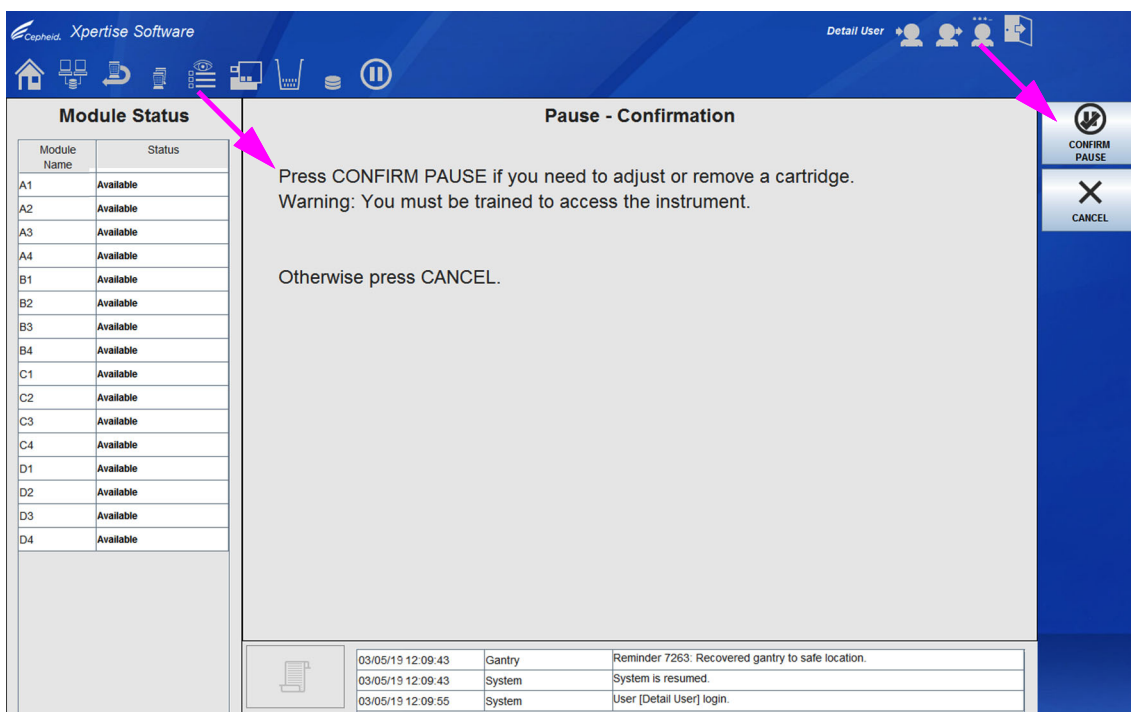 Cepheid. Xpertise Software
Detail User
Module Status
Pause - Confirmation
Module Name Status
A1 Available
A2 Available
A3 Available
A4 Available
B1 Available
B2 Available
B3 Available
B4 Available
C1 Available
C2 Available
C3 Available
C4 Available
D1 Available
D2 Available
D3 Available
D4 Available
Press CONFIRM PAUSE if you need to adjust or remove a cartridge.
Warning: You must be trained to access the instrument.
Otherwise press CANCEL.
CONFIRM
PAUSE
CANCEL
03/05/19 12:09:43 Gantry Reminder 7263: Recovered gantry to safe location.
03/05/19 12:09:43 System System is resumed.
03/05/19 12:09:55 System User [Detail User] login.